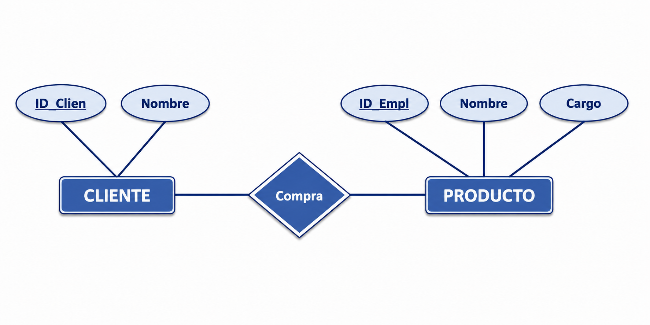 ID_Clien
Nombre
ID_Empl
Nombre
Cargo
CLIENTE
Compra
PRODUCTO